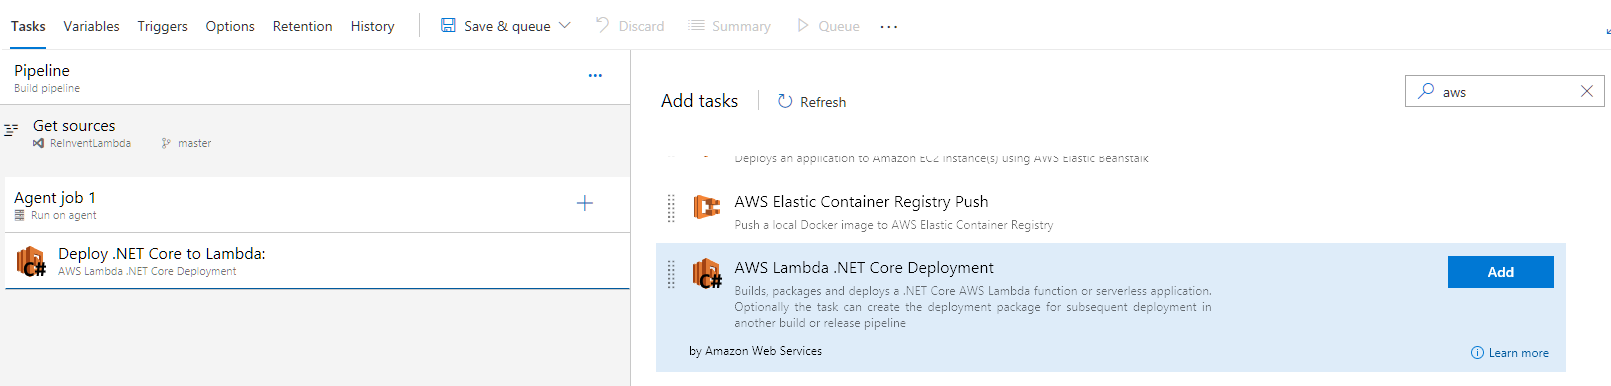 Tasks Variables Triggers Options Retention History Save & queue Discard Summary Queue ...
Pipeline
Build pipeline
Get sources
ReInventLambda master
Agent job 1
Run on agent
Deploy .NET Core to Lambda:
AWS Lambda .NET Core Deployment
Add tasks Refresh
aws
Deploys an application to Amazon EC2 instance(s) using AWS Elastic Beanstalk
AWS Elastic Container Registry Push
Push a local Docker image to AWS Elastic Container Registry
C#
AWS Lambda .NET Core Deployment
Add
Builds, packages and deploys a .NET Core AWS Lambda function or serverless application.
Optionally the task can create the deployment package for subsequent deployment in
another build or release pipeline
by Amazon Web Services
Learn more